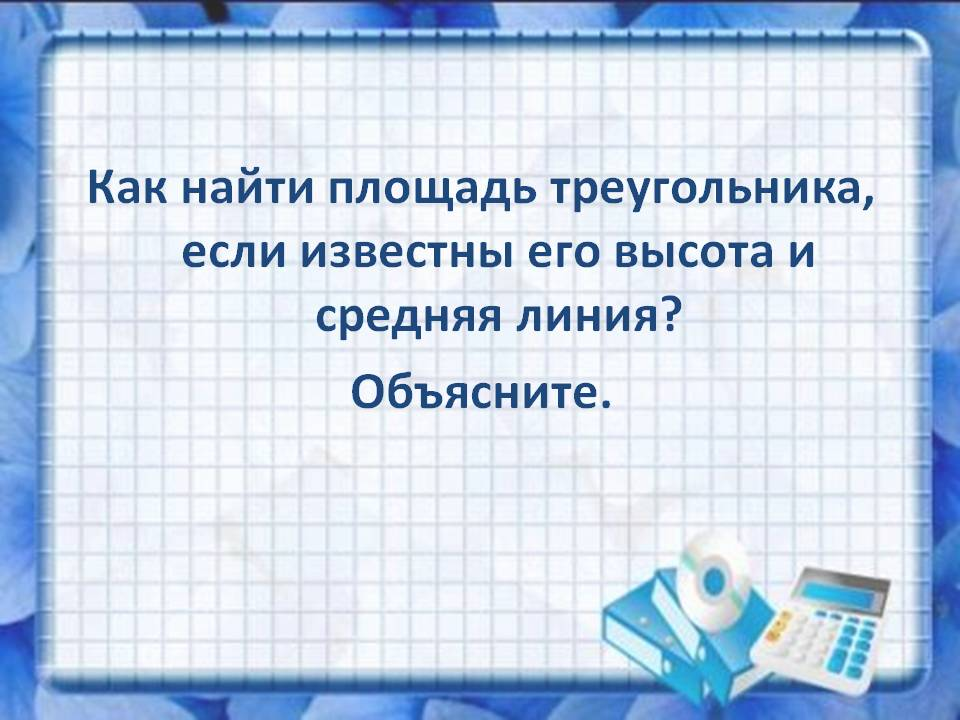 Как найти площадь треугольника,
если известны его высота и
средняя линия?
Объясните.